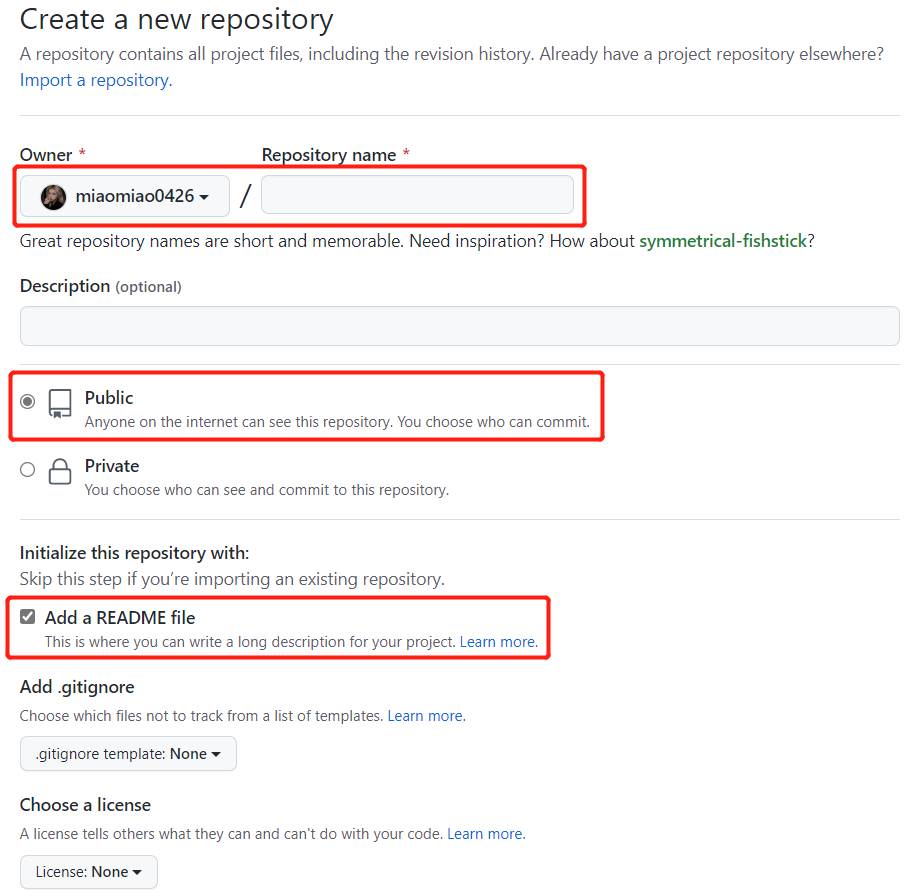 Create a new repository
A repository contains all project files, including the revision history. Already have a project repository elsewhere?
Import a repository.
Owner * Repository name *
miaomiao0426 /
Great repository names are short and memorable. Need inspiration? How about symmetrical-fishstick?
Description (optional)
Public
Anyone on the internet can see this repository. You choose who can commit.
Private
You choose who can see and commit to this repository.
Initialize this repository with:
Skip this step if you’re importing an existing repository.
Add a README file
This is where you can write a long description for your project. Learn more.
Add .gitignore
Choose which files not to track from a list of templates. Learn more.
.gitignore template: None
Choose a license
A license tells others what they can and can't do with your code. Learn more.
License: None